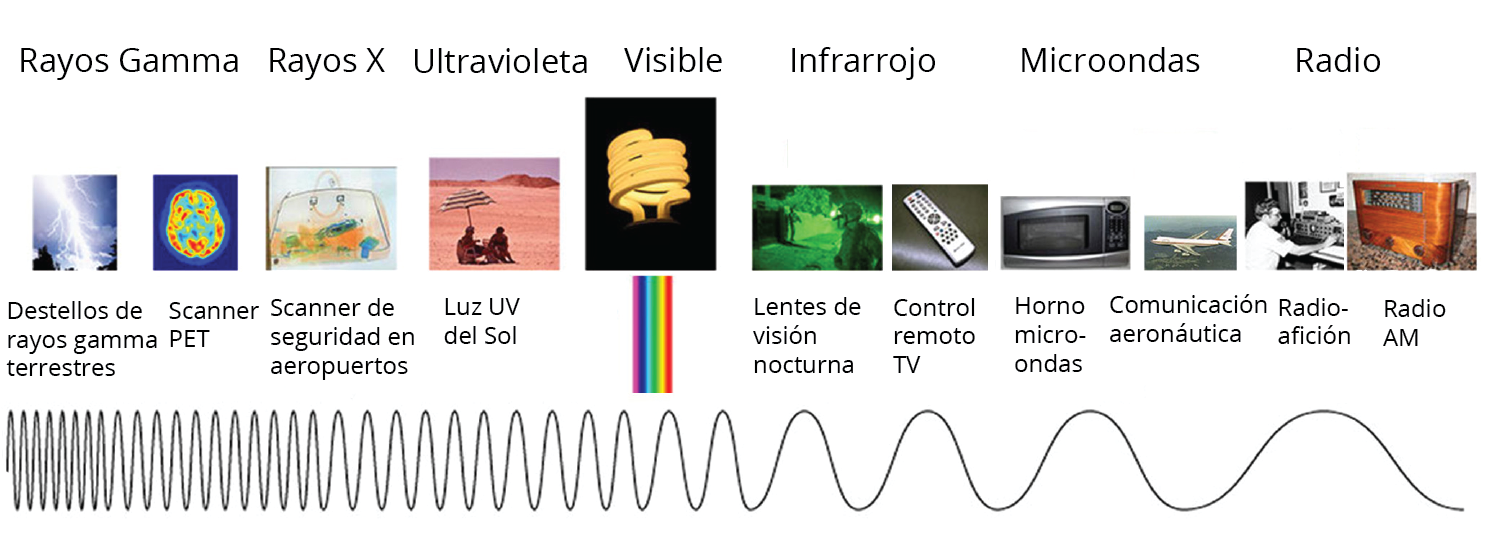 Rayos Gamma
Rayos X
Ultravioleta
Visible
Infrarrojo
Microondas
Radio
Destellos de
rayos gamma
terrestres
Scanner
PET
Scanner de
seguridad en
aeropuertos
Luz UV
del Sol
Lentes de
visión
nocturna
Control
remoto
TV
Horno
micro-
ondas
Comunicación
aeronáutica
Radio-
afición
Radio
AM